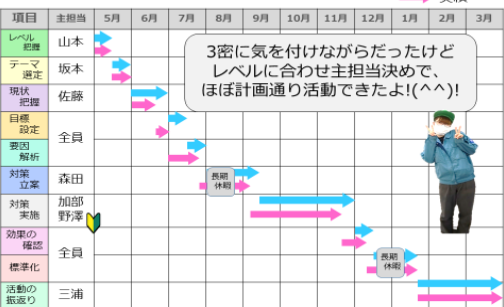 実績
項目 主担当 5月 6月 7月 8月 9月 10月 11月 12月 1月 2月 3月
レベル
把握
山本
テーマ
選定
坂本
現状
把握
佐藤
目標
設定
全員
要因
解析
対策
立案
森田
対策
実施
加部
野澤
効果の
確認
全員
標準化
活動の
振返り
三浦
3密に気を付けながらだったけど
レベルに合わせ主担当決めで、
ほぼ計画通り活動できたよ!(^^)!
長期
休暇
長期
休暇